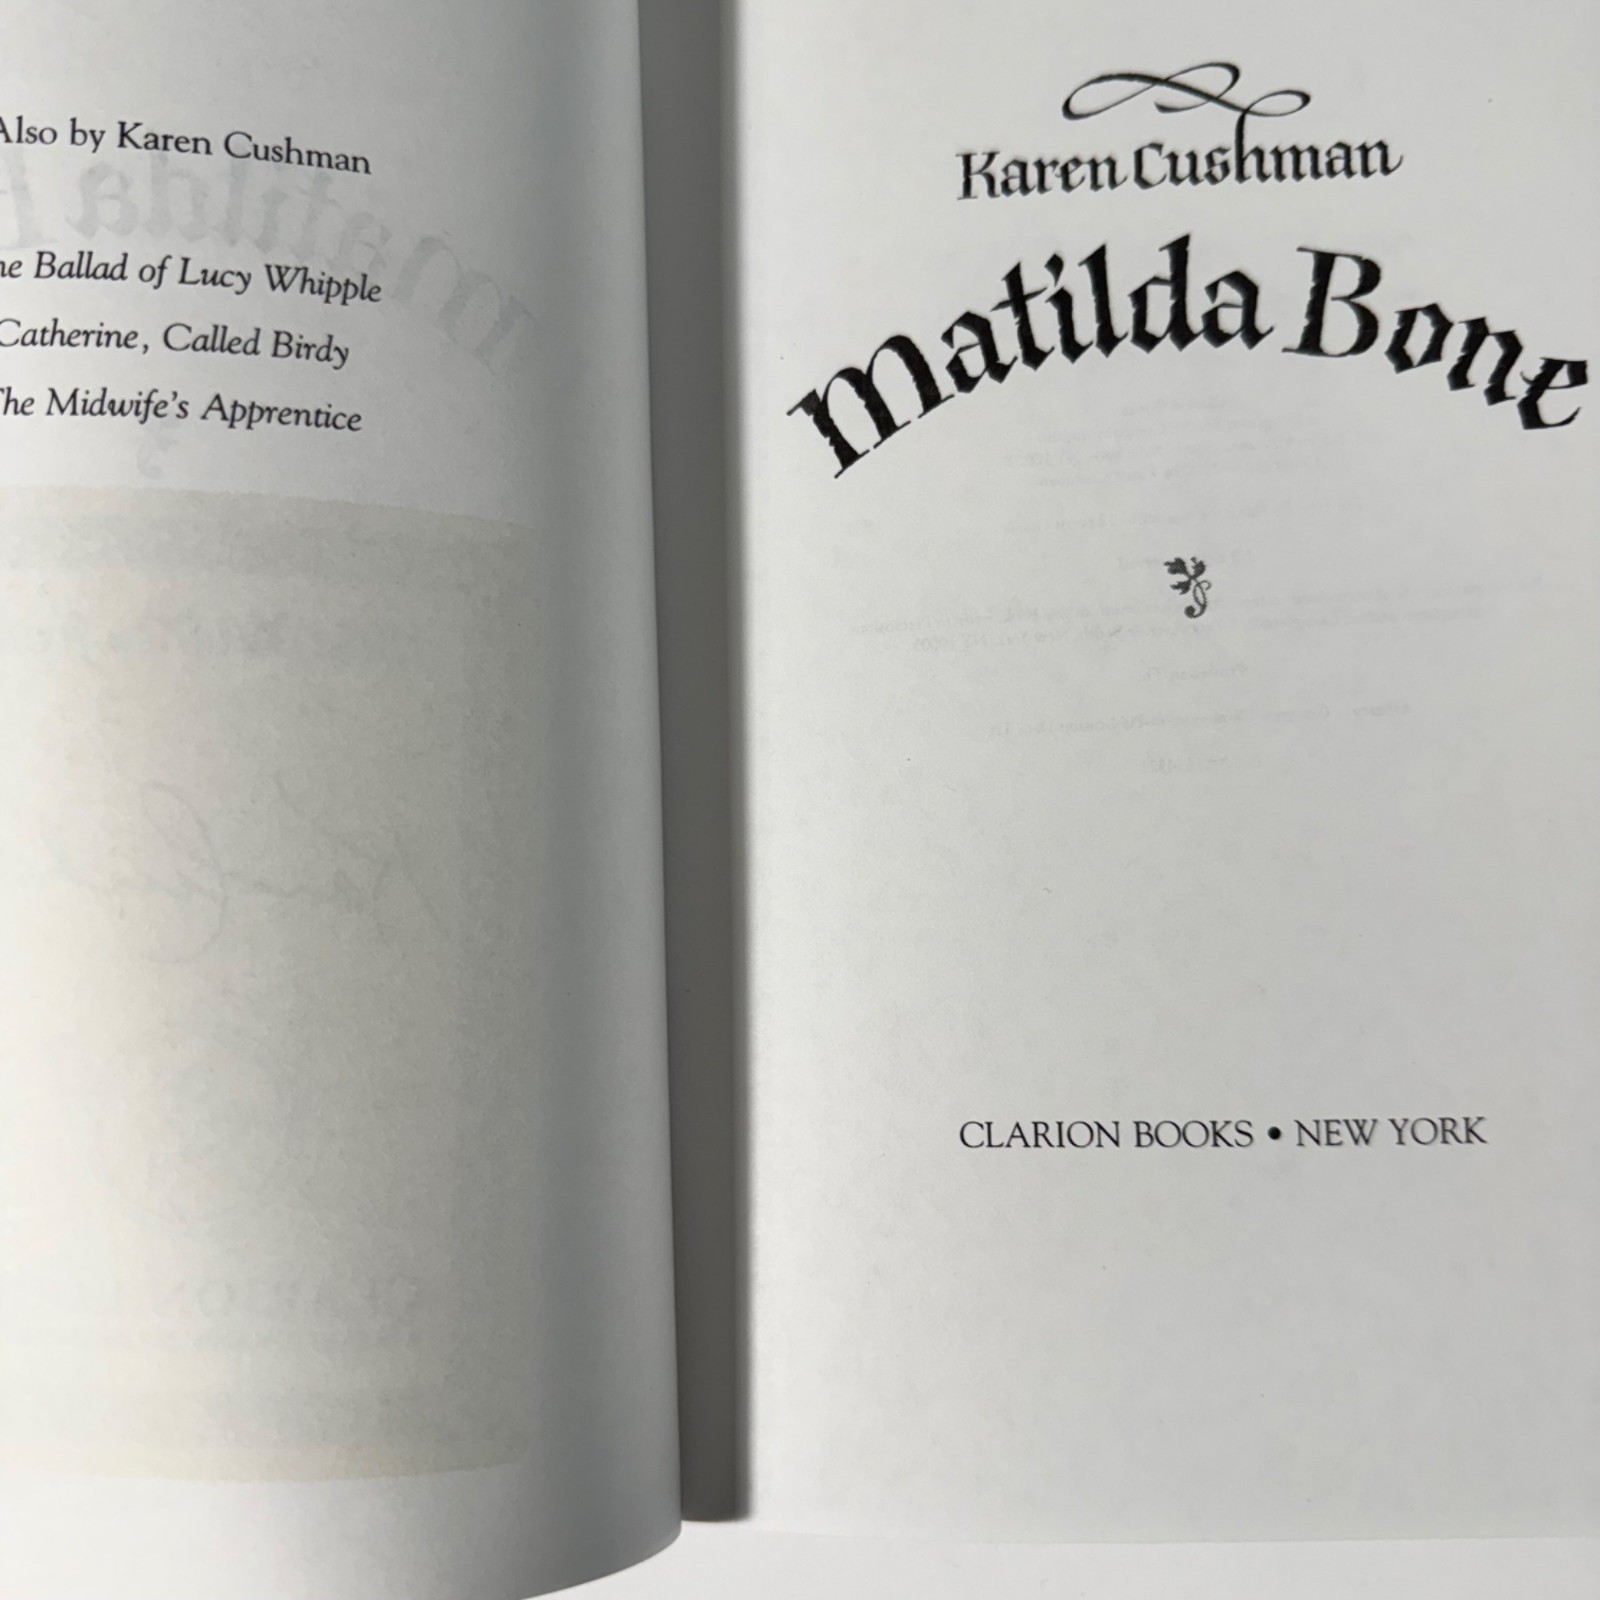 Also by Karen Cushman
he Ballad of Lucy Whipple
Catherine, Called Birdy
The Midwife's Apprentice
Karen Cushman
Matilda Bone
CLARION BOOKS • NEW YORK